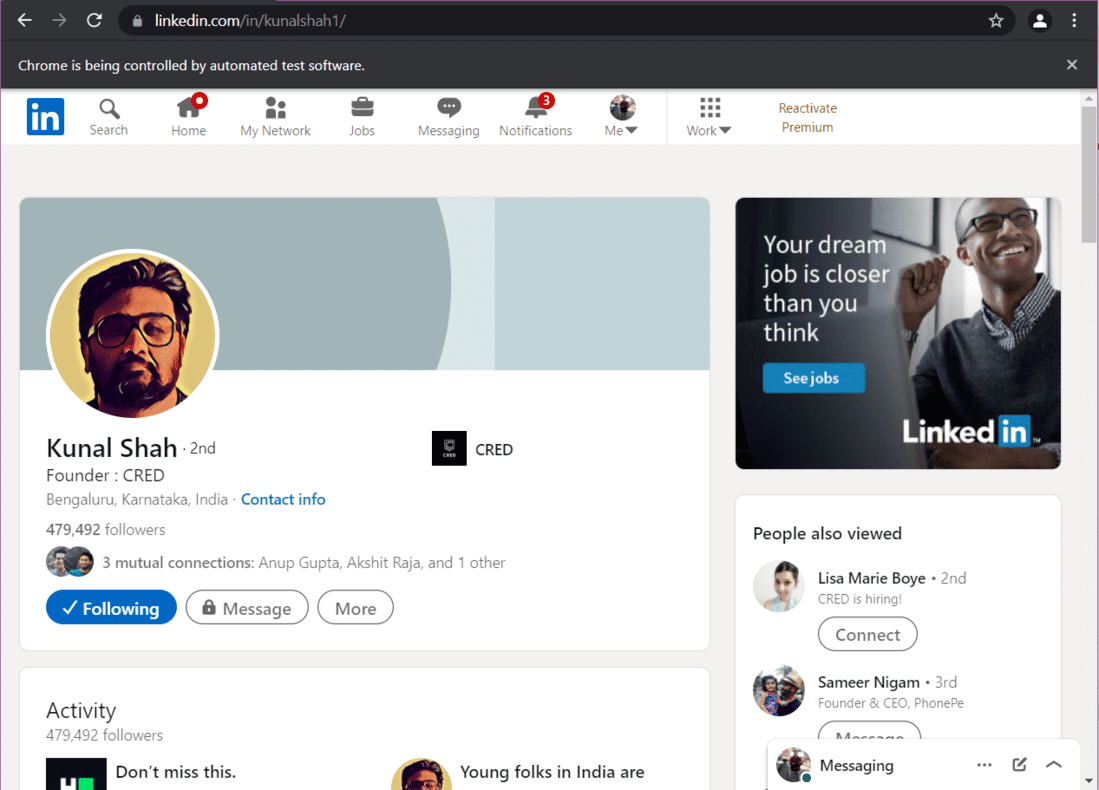 linkedin.com/in/kunalshah1/
Chrome is being controlled by automated test software.
in
Search
Home
My Network
Jobs
Messaging
3
Notifications
Me
Work
Reactivate
Premium
Your dream
job is closer
than you
think
See jobs
Linked in
Kunal Shah · 2nd
CRED
CRED
Founder : CRED
Bengaluru, Karnataka, India · Contact info
479,492 followers
3 mutual connections: Anup Gupta, Akshit Raja, and 1 other
Following
Message
More
People also viewed
Lisa Marie Boye • 2nd
CRED is hiring!
Connect
Sameer Nigam • 3rd
Founder & CEO, PhonePe
Message
Activity
479,492 followers
Don’t miss this.
Young folks in India are
Messaging